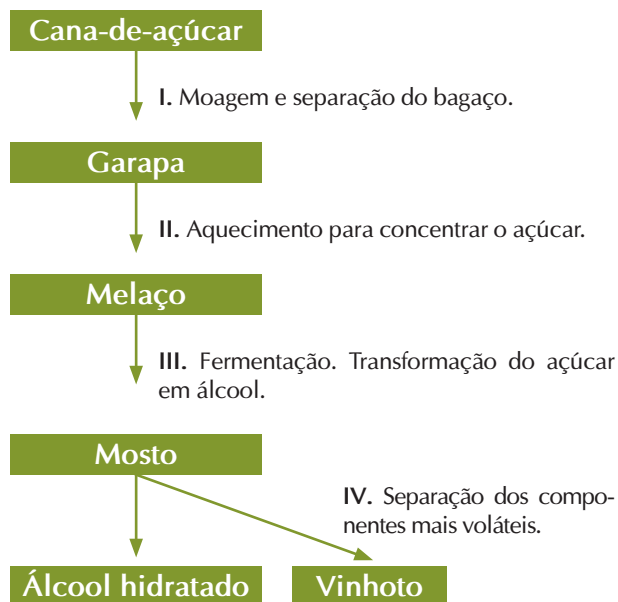 Cana-de-açúcar
I. Moagem e separação do bagaço.
Garapa
II. Aquecimento para concentrar o açúcar.
Melaço
III. Fermentação. Transformação do açúcar
em álcool.
Mosto
IV. Separação dos compo-
nentes mais voláteis.
Álcool hidratado
Vinhoto